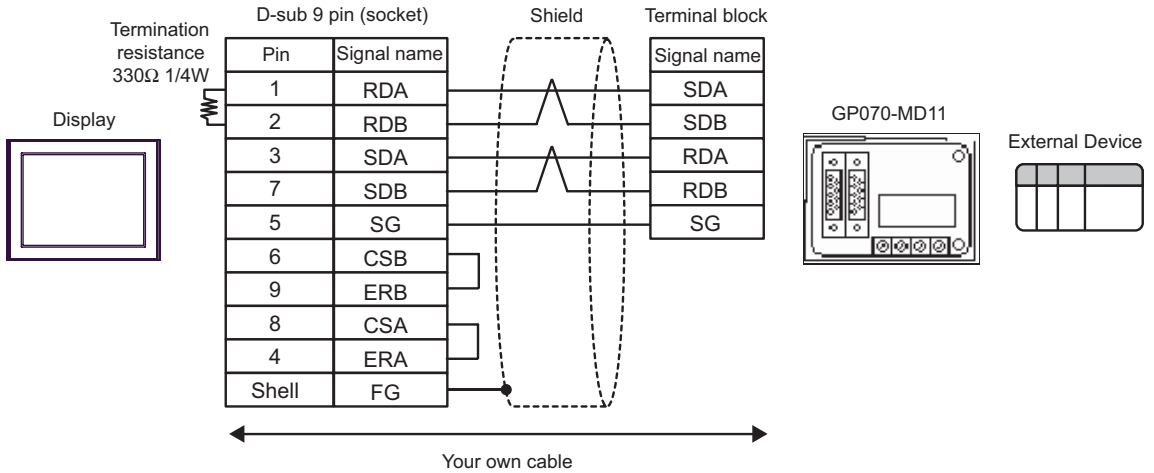 D-sub 9 pin (socket)
Shield
Terminal block
Termination
resistance
330Ω 1/4W
Pin Signal name
Signal name
1 RDA
SDA
2 RDB
SDB
3 SDA
RDA
7 SDB
RDB
5 SG
SG
6 CSB
9 ERB
8 CSA
4 ERA
Shell FG
Display
GP070-MD11
External Device
Your own cable